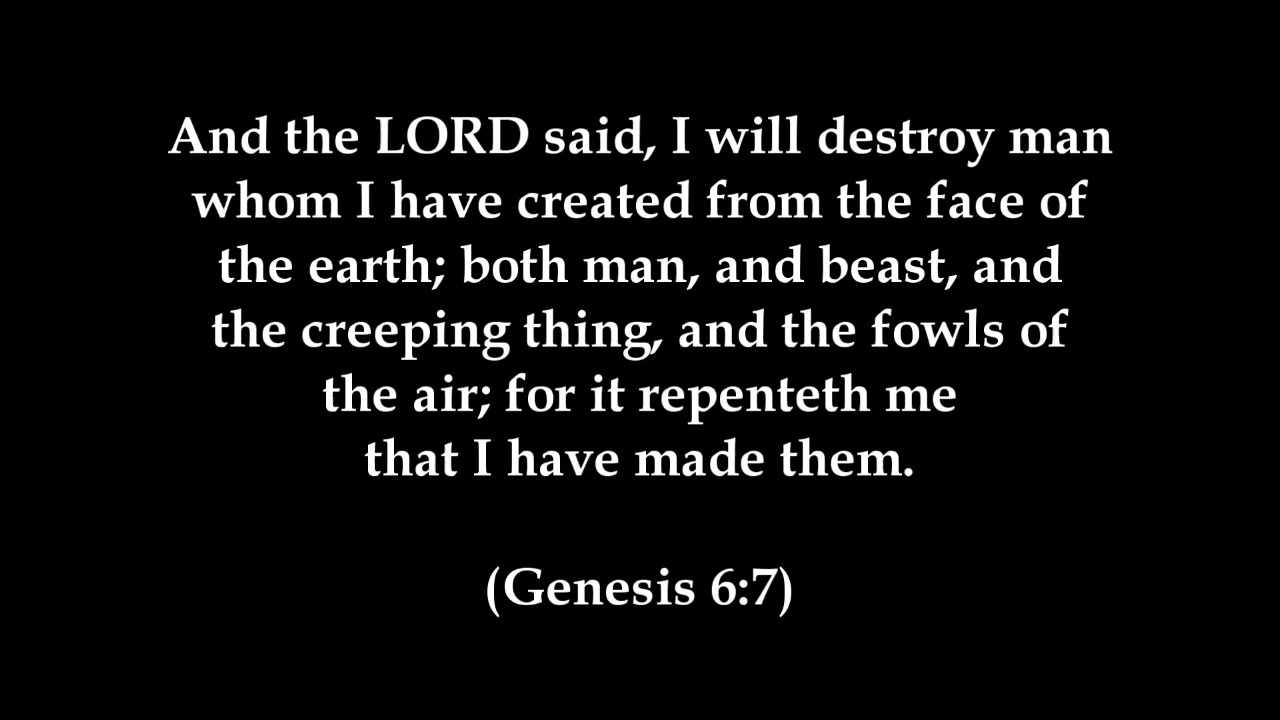 And the LORD said, I will destroy man
whom I have created from the face of
the earth; both man, and beast, and
the creeping thing, and the fowls of
the air; for it repenteth me
that I have made them.
(Genesis 6:7)